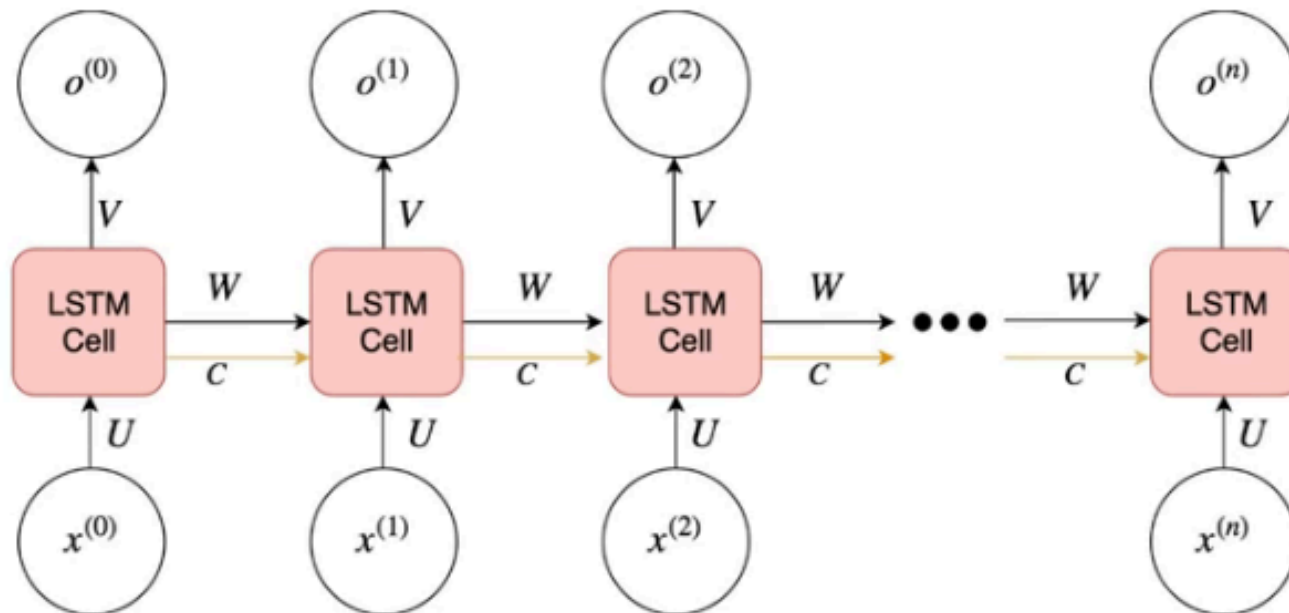 o⁽⁰⁾ o⁽¹⁾ o⁽²⁾ o⁽ⁿ⁾
V V V V
LSTM W LSTM W LSTM W ●●● W LSTM
Cell C Cell C Cell C C Cell
U U U U
x⁽⁰⁾ x⁽¹⁾ x⁽²⁾ x⁽ⁿ⁾